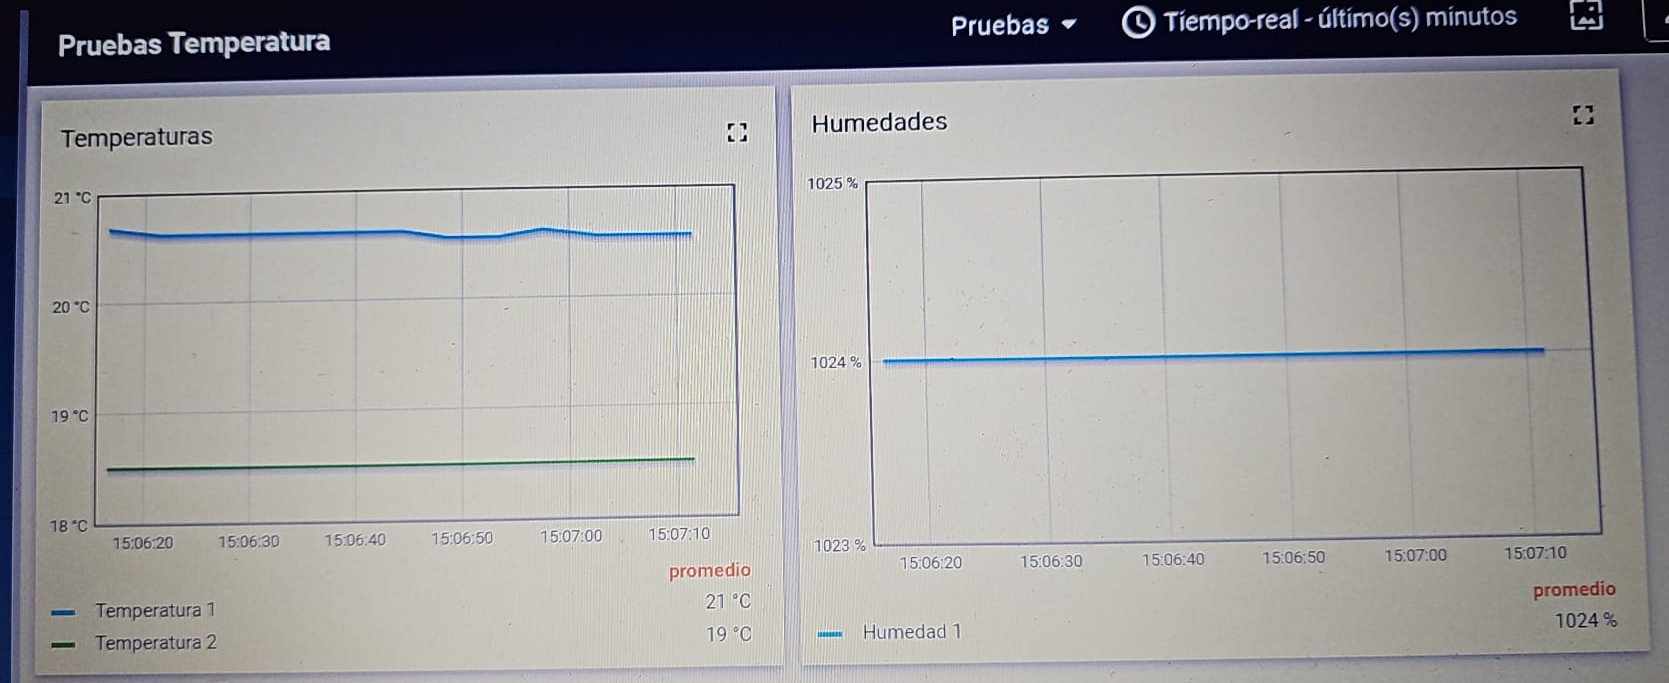 Pruebas Temperatura
Pruebas
Tiempo-real - último(s) minutos
Temperaturas
21 °C
20 °C
19 °C
18 °C
15:06:20 15:06:30 15:06:40 15:06:50 15:07:00 15:07:10
promedio
Temperatura 1 21 °C
Temperatura 2 19 °C
Humedades
1025 %
1024 %
1023 %
15:06:20 15:06:30 15:06:40 15:06:50 15:07:00 15:07:10
promedio
Humedad 1 1024 %